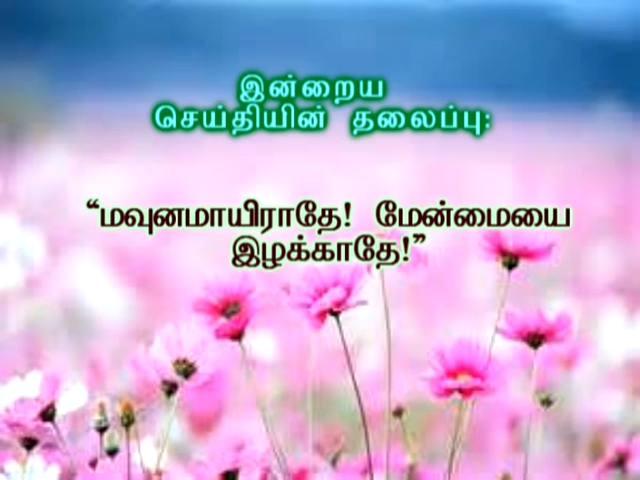 இன்றைய
செய்தியின் தலைப்பு:
“மவுனமாயிராதே! மேன்மையை
இழக்காதே!”